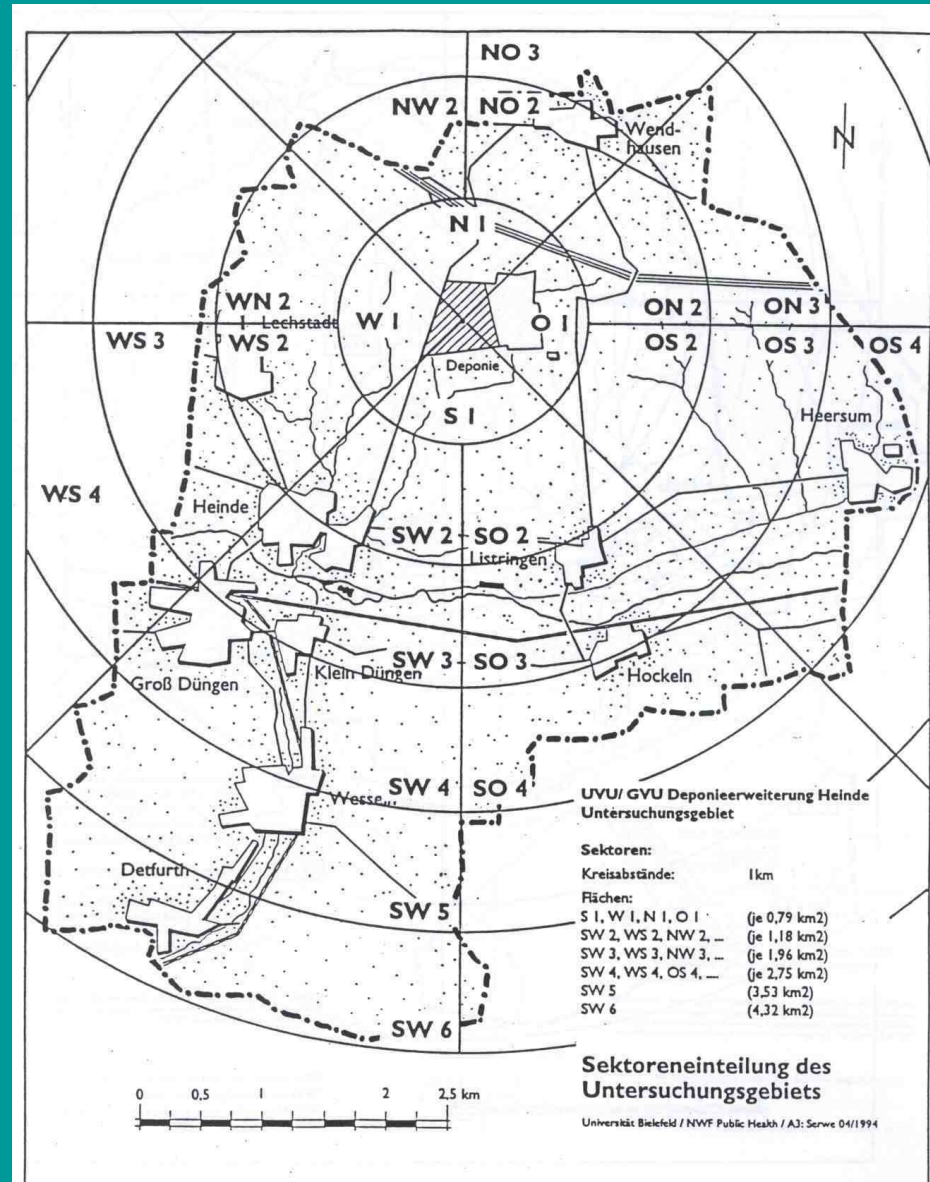 NO 3
NW 2 NO 2
Wend-
hausen
N
N 1
WN 2
Lechstadt
W 1
O 1
ON 2
ON 3
WS 3
WS 2
OS 2
OS 3
OS 4
Deponie
S 1
Heersum
WS 4
Heinde
SW 2 SO 2
Listringen
SW 3 SO 3
Groß Düngen
Klein Düngen
Hockeln
SW 4 SO 4
Detfurth
SW 5
SW 6
UVU/ GYU Deponieerweiterung Heinde
Untersuchungsgebiet
Sektoren:
Kreisabstände: 1km
Flächen:
S 1, W 1, N 1, O 1 (je 0,79 km2)
SW 2, WS 2, NW 2, ... (je 1,18 km2)
SW 3, WS 3, NW 3, ... (je 1,96 km2)
SW 4, WS 4, OS 4, .... (je 2,75 km2)
SW 5 (3,53 km2)
SW 6 (4,32 km2)
Sektoreneinteilung des
Untersuchungsgebiets
Universität Bielefeld / NWF Public Health / A3: Serwe 04/1994
0 0,5 1 2 2,5 km